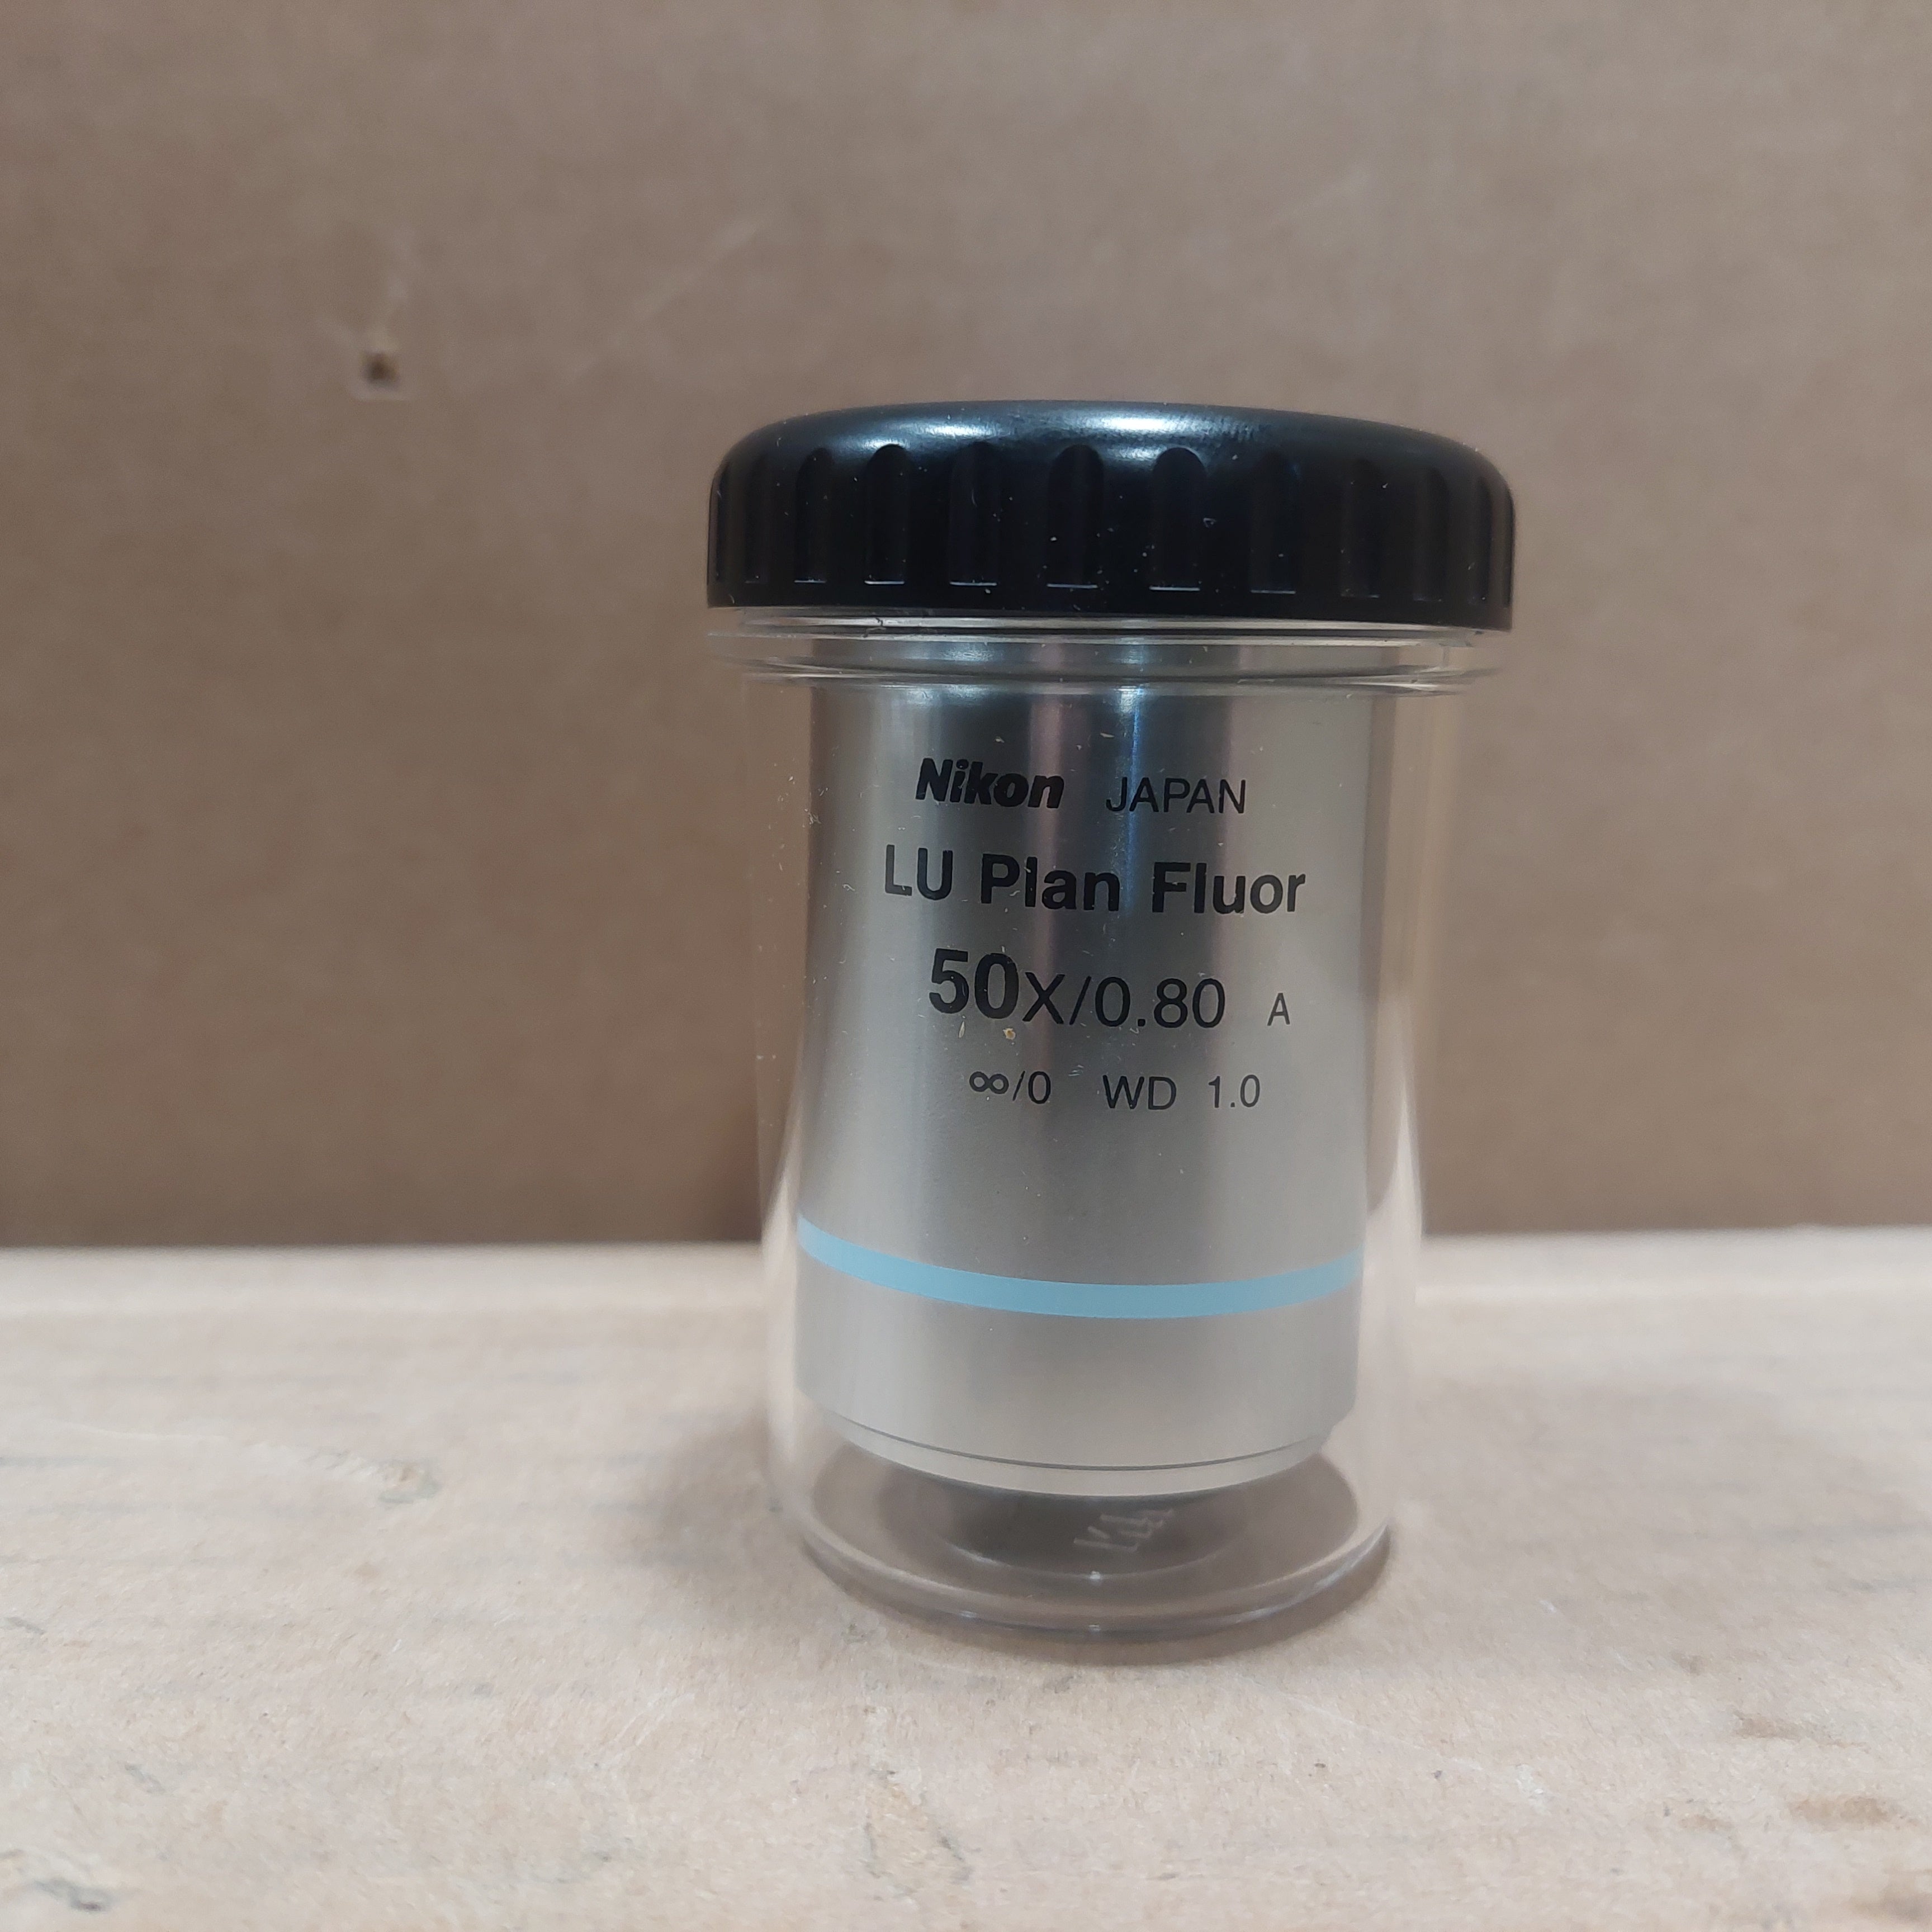 Nikon JAPAN
LU Plan Fluor
50X/0.80 A
∞/0 WD 1.0